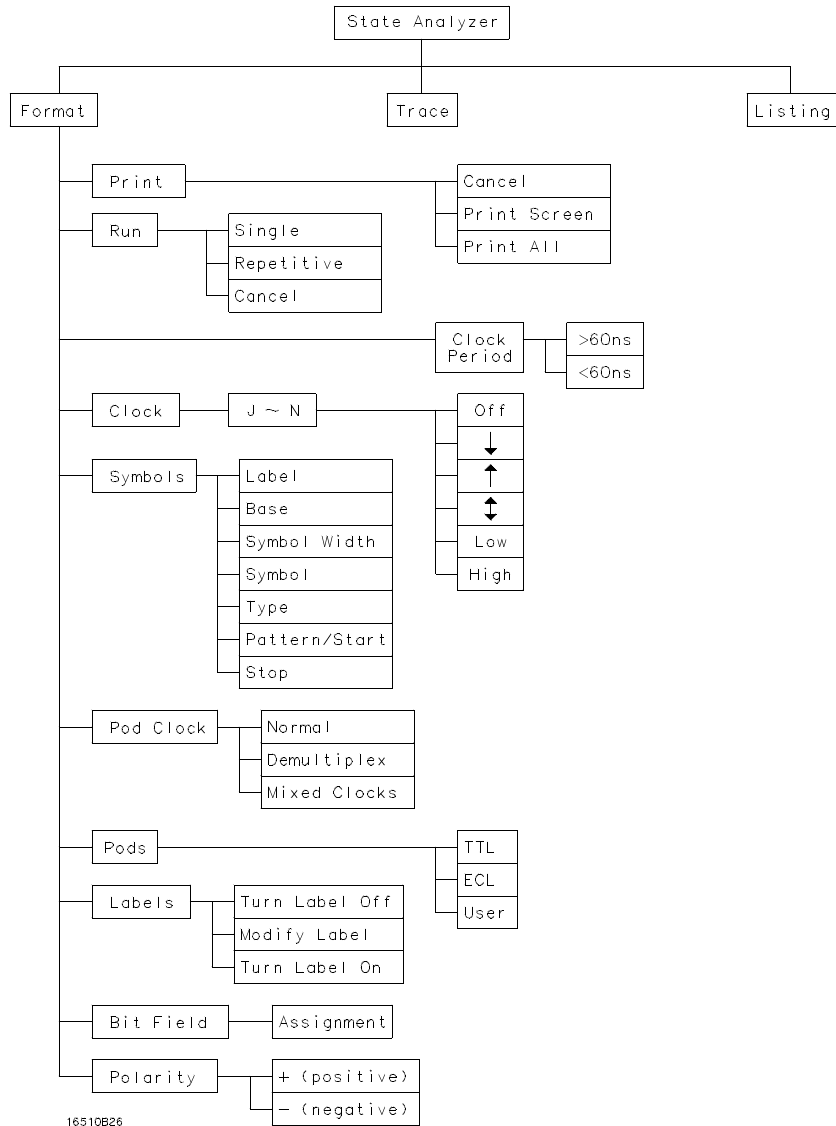 State Analyzer
Format
Trace
Listing
Print
Cancel
Print Screen
Print All
Run
Single
Repetitive
Cancel
Clock
Period
>60ns
<60ns
Clock
J ~ N
Off
↓
↑
↕
Low
High
Symbols
Label
Base
Symbol Width
Symbol
Type
Pattern/Start
Stop
Pod Clock
Normal
Demultiplex
Mixed Clocks
Pods
TTL
ECL
User
Labels
Turn Label Off
Modify Label
Turn Label On
Bit Field
Assignment
Polarity
+ (positive)
- (negative)
16510B26